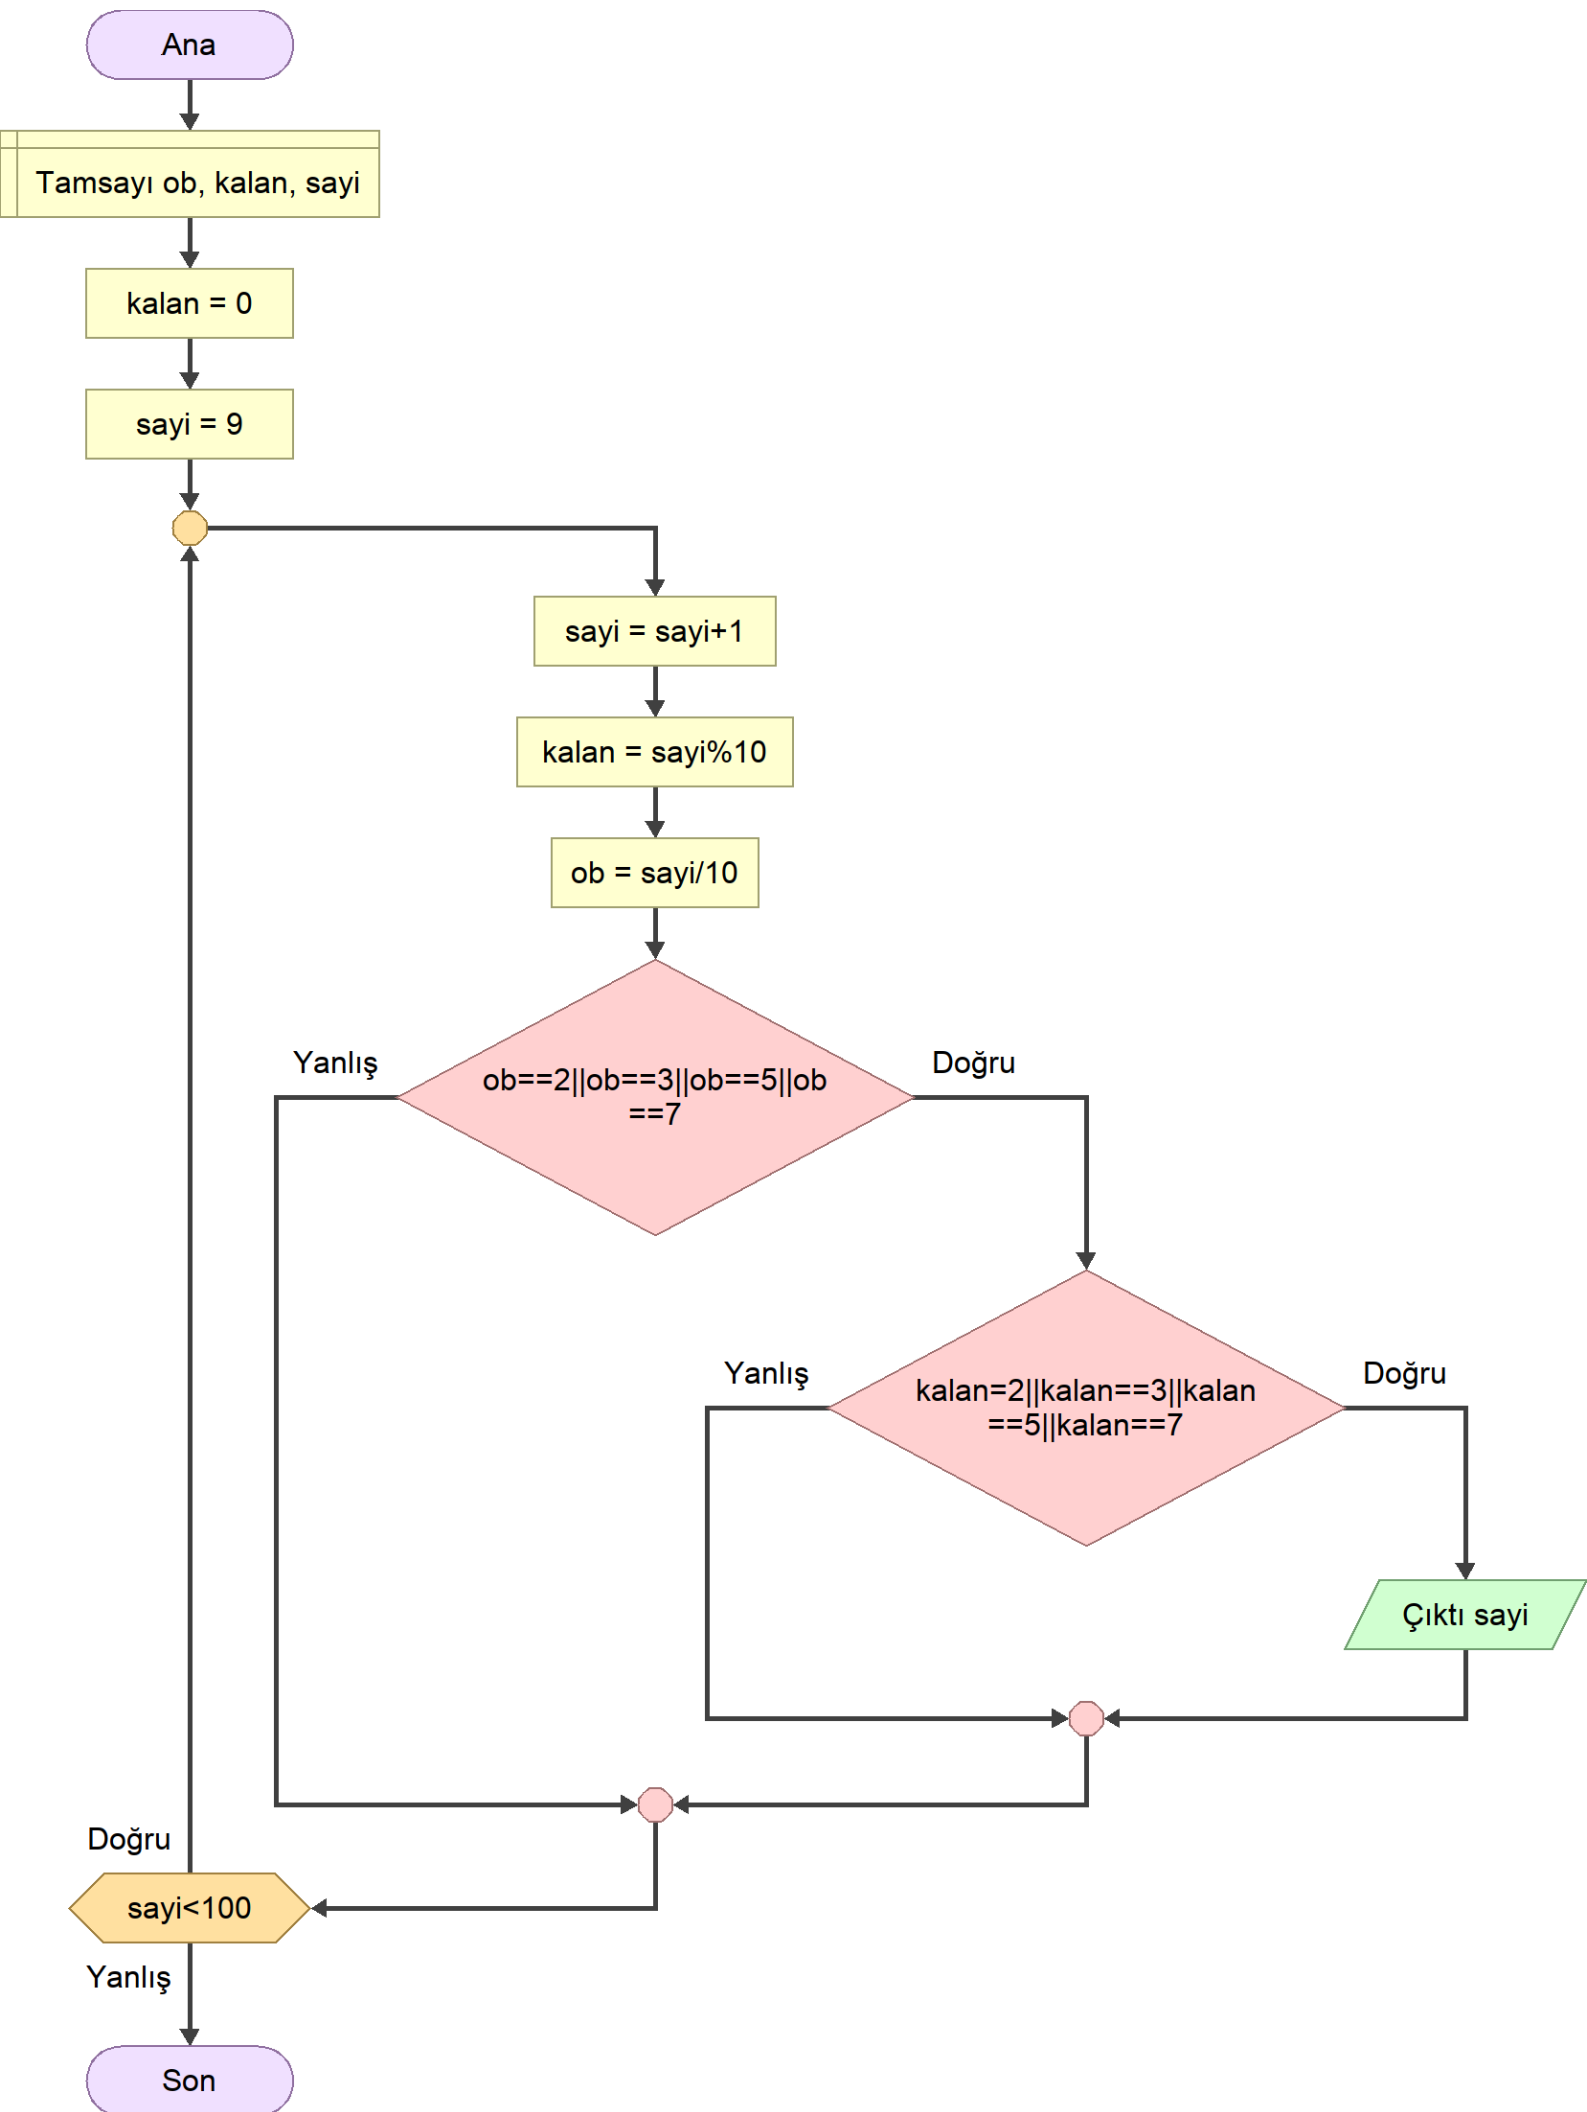 Ana
Tamsayı ob, kalan, sayi
kalan = 0
sayi = 9
sayi = sayi+1
kalan = sayi%10
ob = sayi/10
Yanlış
ob==2||ob==3||ob==5||ob
==7
Doğru
Yanlış
kalan=2||kalan==3||kalan
==5||kalan==7
Doğru
Çıktı sayi
Doğru
sayi<100
Yanlış
Son